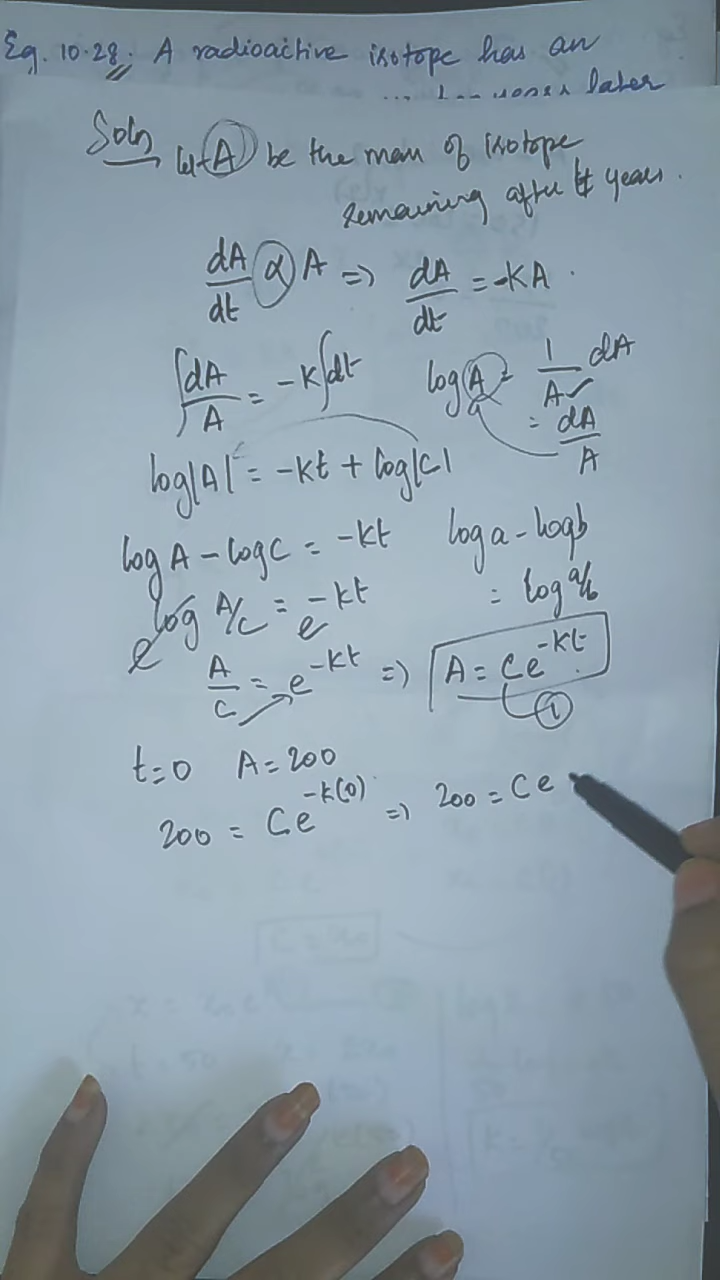 Eg. 10.28. A radioactive isotope has an
years later
Soln let A be the mass of isotope
remaining after t years.
dA/dt ∝ A => dA/dt = -KA.
∫dA/A = -K∫dt log A = 1/A dA
= dA/A
log|A| = -kt + log|C|
log A - log C = -kt log a - log b
e^(log A/C) = e^(-kt) = log a/b
A/C = e^(-kt) => A = Ce^(-kt) ①
t=0 A=200
200 = Ce^(-k(0)) => 200 = Ce